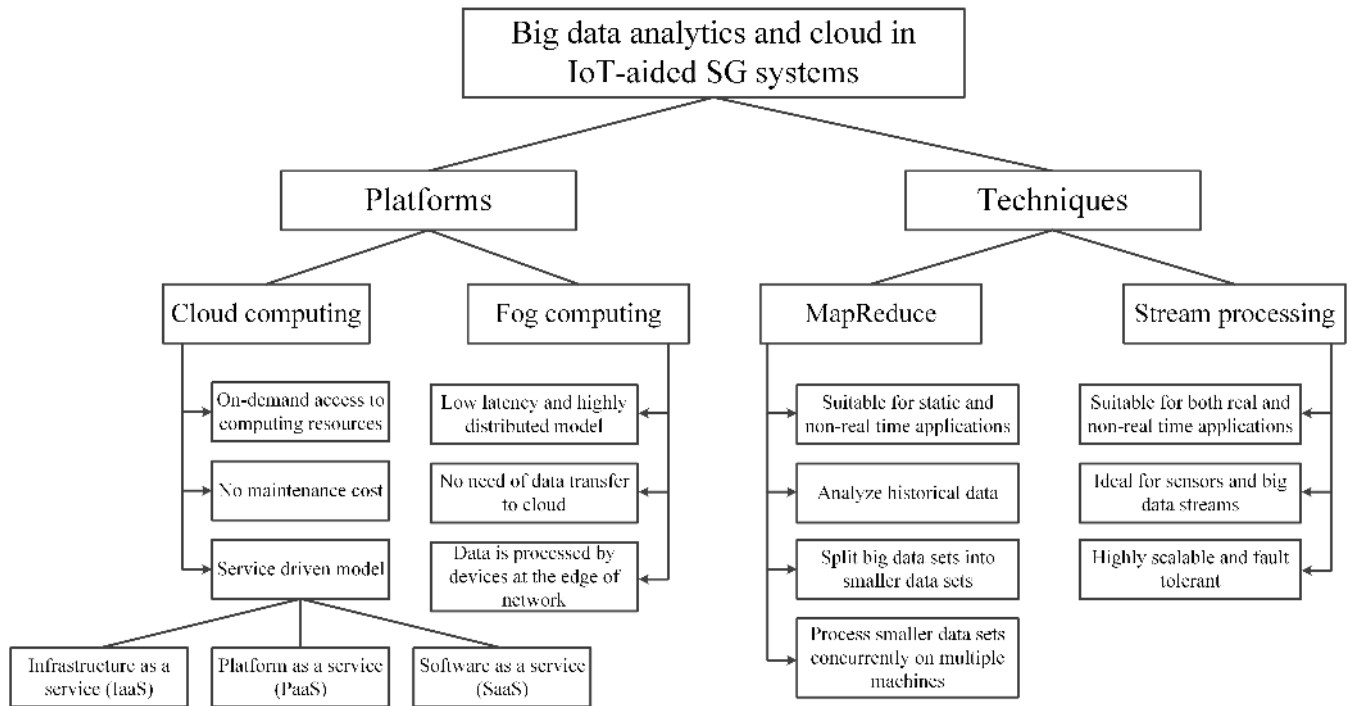 Big data analytics and cloud in
IoT-aided SG systems
Platforms
Techniques
Cloud computing
Fog computing
MapReduce
Stream processing
On-demand access to
computing resources
Low latency and highly
distributed model
Suitable for static and
non-real time applications
Suitable for both real and
non-real time applications
No maintenance cost
No need of data transfer
to cloud
Analyze historical data
Ideal for sensors and big
data streams
Service driven model
Data is processed by
devices at the edge of
network
Split big data sets into
smaller data sets
Highly scalable and fault
tolerant
Infrastructure as a
service (IaaS)
Platform as a service
(PaaS)
Software as a service
(SaaS)
Process smaller data sets
concurrently on multiple
machines